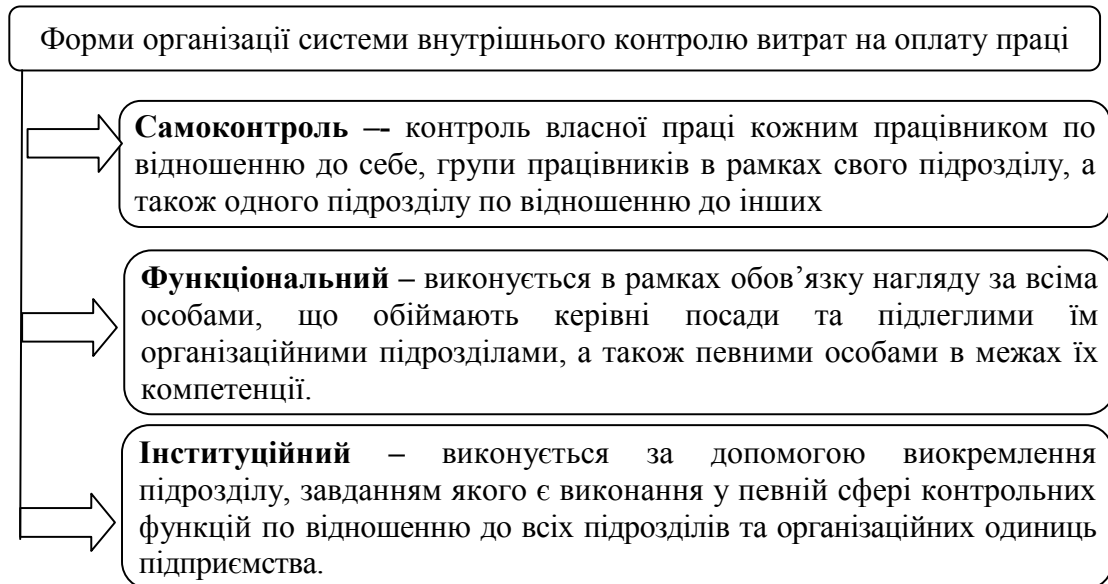 Форми організації системи внутрішнього контролю витрат на оплату праці
Самоконтроль –- контроль власної праці кожним працівником по
відношенню до себе, групи працівників в рамках свого підрозділу, а
також одного підрозділу по відношенню до інших
Функціональний – виконується в рамках обов’язку нагляду за всіма
особами, що обіймають керівні посади та підлеглими їм
організаційними підрозділами, а також певними особами в межах їх
компетенції.
Інституційний – виконується за допомогою виокремлення
підрозділу, завданням якого є виконання у певній сфері контрольних
функцій по відношенню до всіх підрозділів та організаційних одиниць
підприємства.